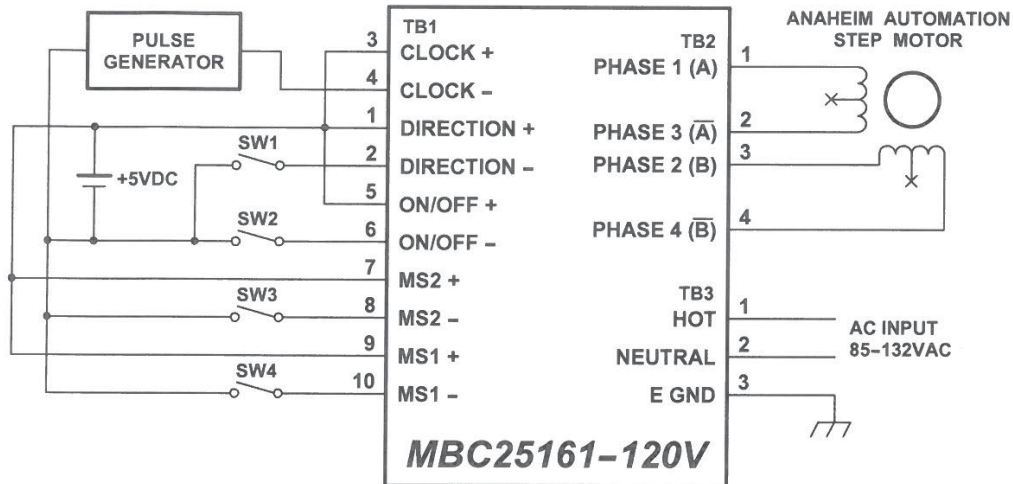 PULSE
GENERATOR
+5VDC
SW1
SW2
SW3
SW4
TB1
3 CLOCK +
4 CLOCK –
1 DIRECTION +
2 DIRECTION –
5 ON/OFF +
6 ON/OFF –
7 MS2 +
8 MS2 –
9 MS1 +
10 MS1 –
TB2
PHASE 1 (A) 1
PHASE 3 (A̅) 2
PHASE 2 (B) 3
PHASE 4 (B̅) 4
TB3
HOT 1
NEUTRAL 2
E GND 3
MBC25161–120V
ANAHEIM AUTOMATION
STEP MOTOR
AC INPUT
85–132VAC